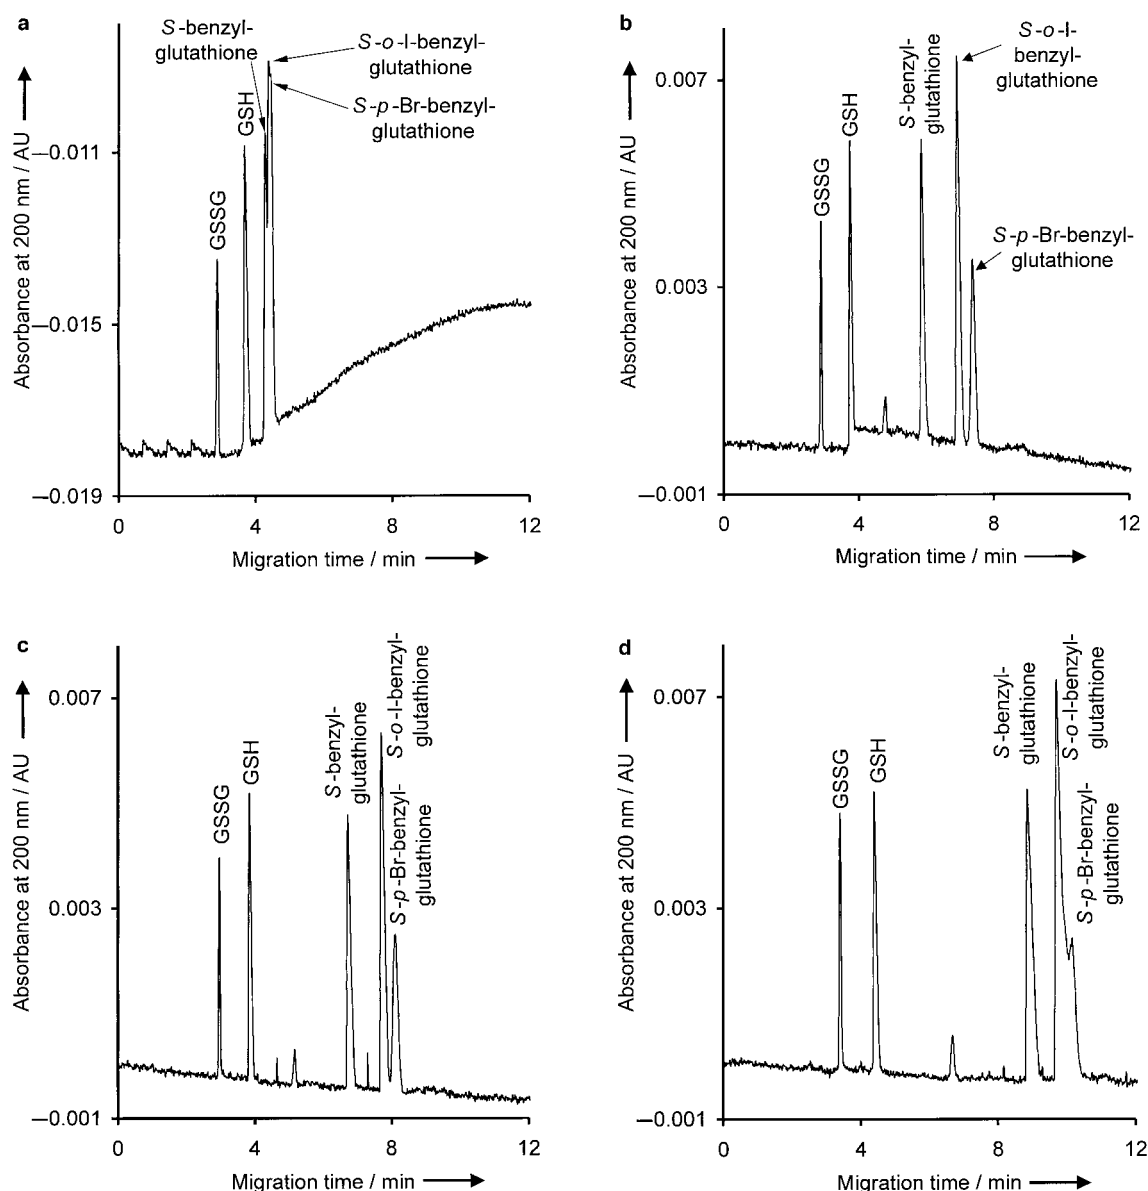 a
S-benzyl-
glutathione
S-o-I-benzyl-
glutathione
S-p-Br-benzyl-
glutathione
GSH
GSSG
Absorbance at 200 nm / AU
—0.011
—0.015
—0.019
0
4
8
12
Migration time / min
b
S-o-I-
benzyl-
glutathione
S-benzyl-
glutathione
GSH
GSSG
S-p-Br-benzyl-
glutathione
Absorbance at 200 nm / AU
0.007
0.003
—0.001
0
4
8
12
Migration time / min
c
GSSG
GSH
S-benzyl-
glutathione
S-o-I-benzyl-
glutathione
S-p-Br-benzyl-
glutathione
Absorbance at 200 nm / AU
0.007
0.003
—0.001
0
4
8
12
Migration time / min
d
GSSG
GSH
S-benzyl-
glutathione
S-o-I-benzyl-
glutathione
S-p-Br-benzyl-
glutathione
Absorbance at 200 nm / AU
0.007
0.003
—0.001
0
4
8
12
Migration time / min